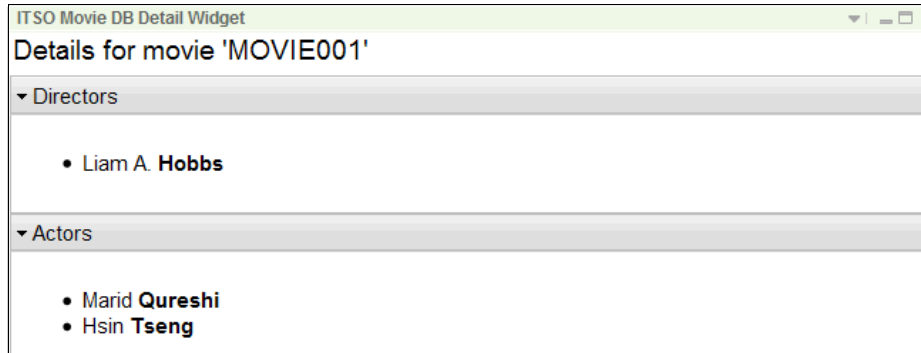 ITSO Movie DB Detail Widget
Details for movie 'MOVIE001'
Directors
Liam A. Hobbs
Actors
Marid Qureshi
Hsin Tseng